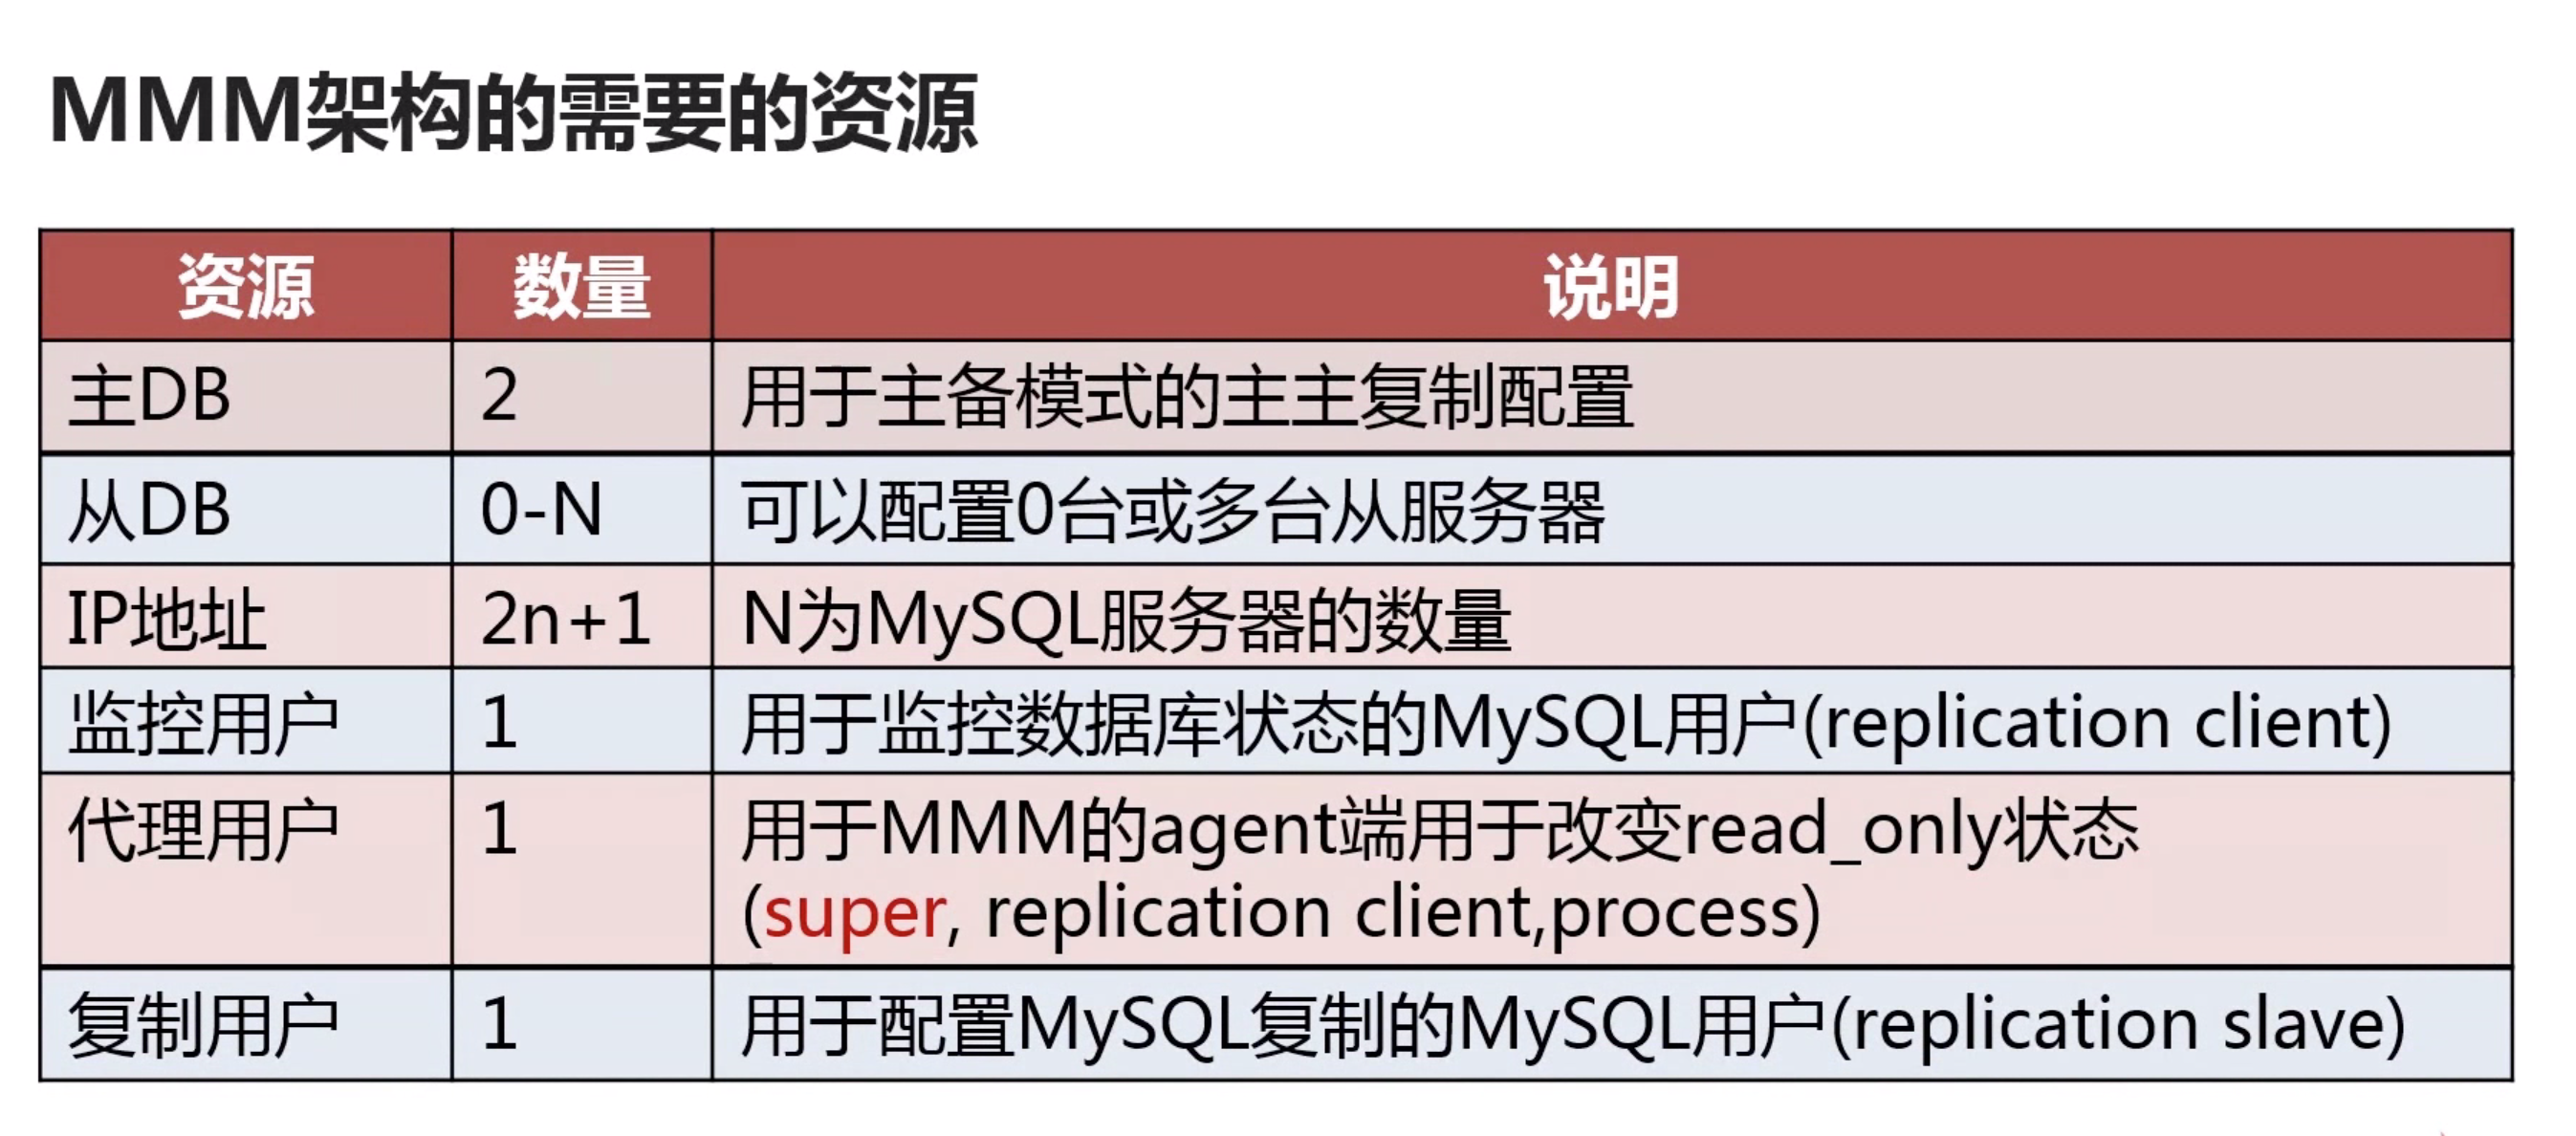 MMM架构的需要的资源
资源 数量 说明
主DB 2 用于主备模式的主主复制配置
从DB 0-N 可以配置0台或多台从服务器
IP地址 2n+1 N为MySQL服务器的数量
监控用户 1 用于监控数据库状态的MySQL用户(replication client)
代理用户 1 用于MMM的agent端用于改变read_only状态
(super, replication client,process)
复制用户 1 用于配置MySQL复制的MySQL用户(replication slave)